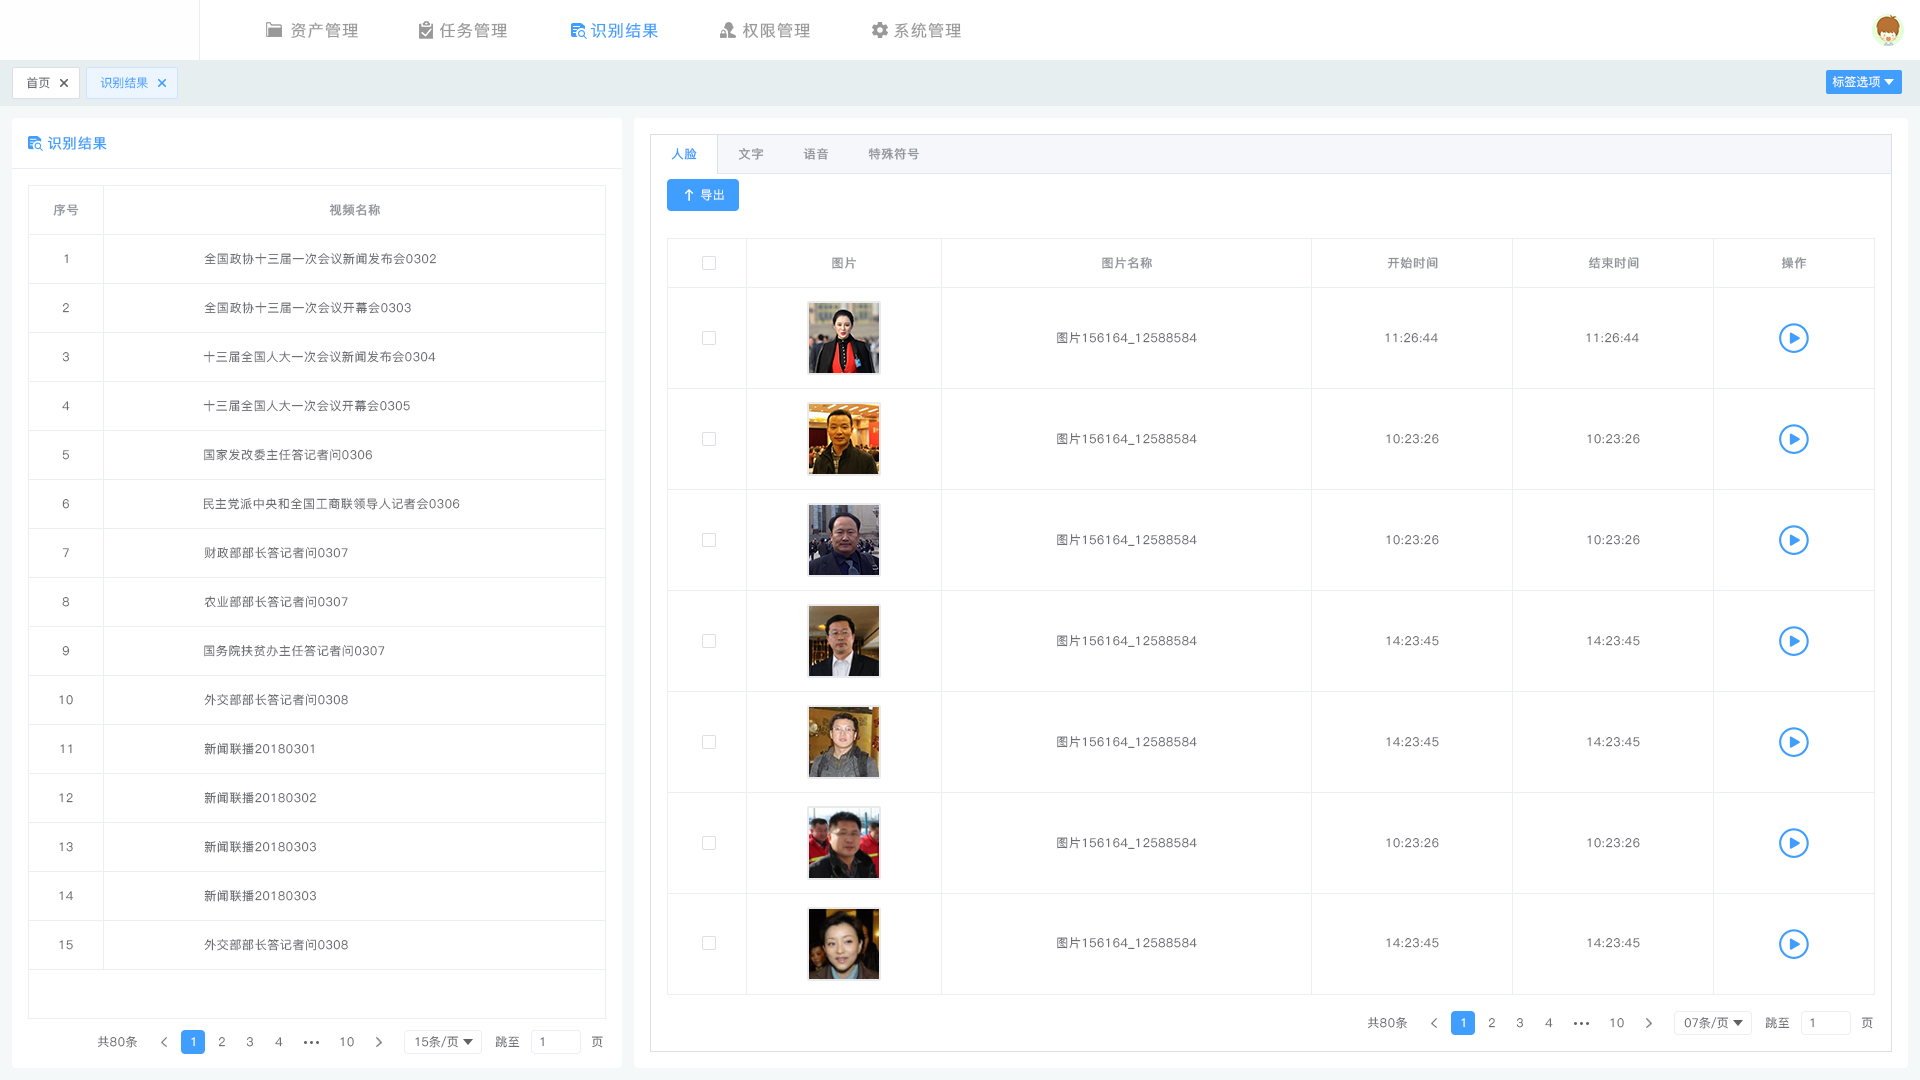 资产管理 任务管理 识别结果 权限管理 系统管理
首页 识别结果 标签选项
识别结果
序号 视频名称
1 全国政协十三届一次会议新闻发布会0302
2 全国政协十三届一次会议开幕会0303
3 十三届全国人大一次会议新闻发布会0304
4 十三届全国人大一次会议开幕会0305
5 国家发改委主任答记者问0306
6 民主党派中央和全国工商联领导人记者会0306
7 财政部部长答记者问0307
8 农业部部长答记者问0307
9 国务院扶贫办主任答记者问0307
10 外交部部长答记者问0308
11 新闻联播20180301
12 新闻联播20180302
13 新闻联播20180303
14 新闻联播20180303
15 外交部部长答记者问0308
共80条 1 2 3 4 ••• 10 15条/页 跳至 1 页
人脸 文字 语音 特殊符号
导出
图片 图片名称 开始时间 结束时间 操作
图片156164_12588584 11:26:44 11:26:44
图片156164_12588584 10:23:26 10:23:26
图片156164_12588584 10:23:26 10:23:26
图片156164_12588584 14:23:45 14:23:45
图片156164_12588584 14:23:45 14:23:45
图片156164_12588584 10:23:26 10:23:26
图片156164_12588584 14:23:45 14:23:45
共80条 1 2 3 4 ••• 10 07条/页 跳至 1 页